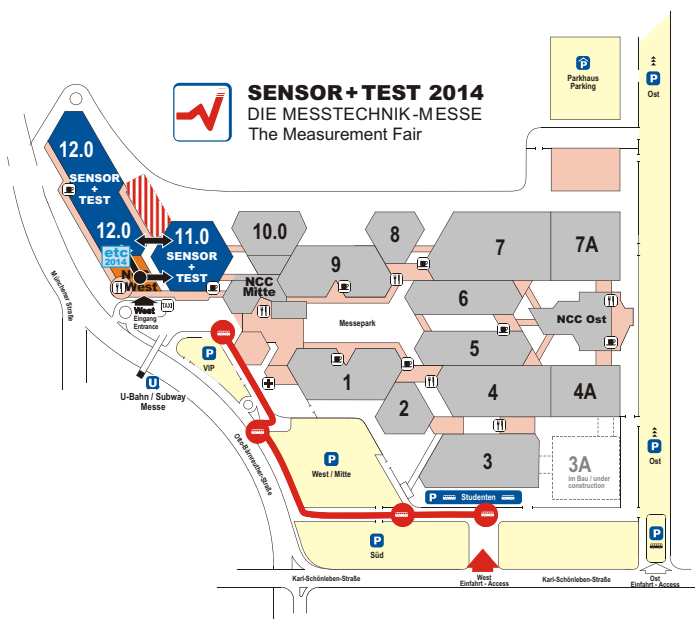 SENSOR+TEST 2014
DIE MESSTECHNIK-MESSE
The Measurement Fair
P
Parkhaus
Parking
P
Ost
12.0
SENSOR
+
TEST
12.0
etc
2014
NCC
West
11.0
SENSOR
+
TEST
10.0
NCC
Mitte
9
8
7
7A
6
NCC Ost
Messepark
5
4
4A
1
2
3
3A
im Bau / under
construction
West
Eingang
Entrance
TAXI
Münchener Straße
P
VIP
U
U-Bahn / Subway
Messe
Otto-Bärnreuther-Straße
P
West / Mitte
P
Ost
P Studenten
P
Süd
P
Karl-Schönleben-Straße
West
Einfahrt - Access
Karl-Schönleben-Straße
Ost
Einfahrt - Access